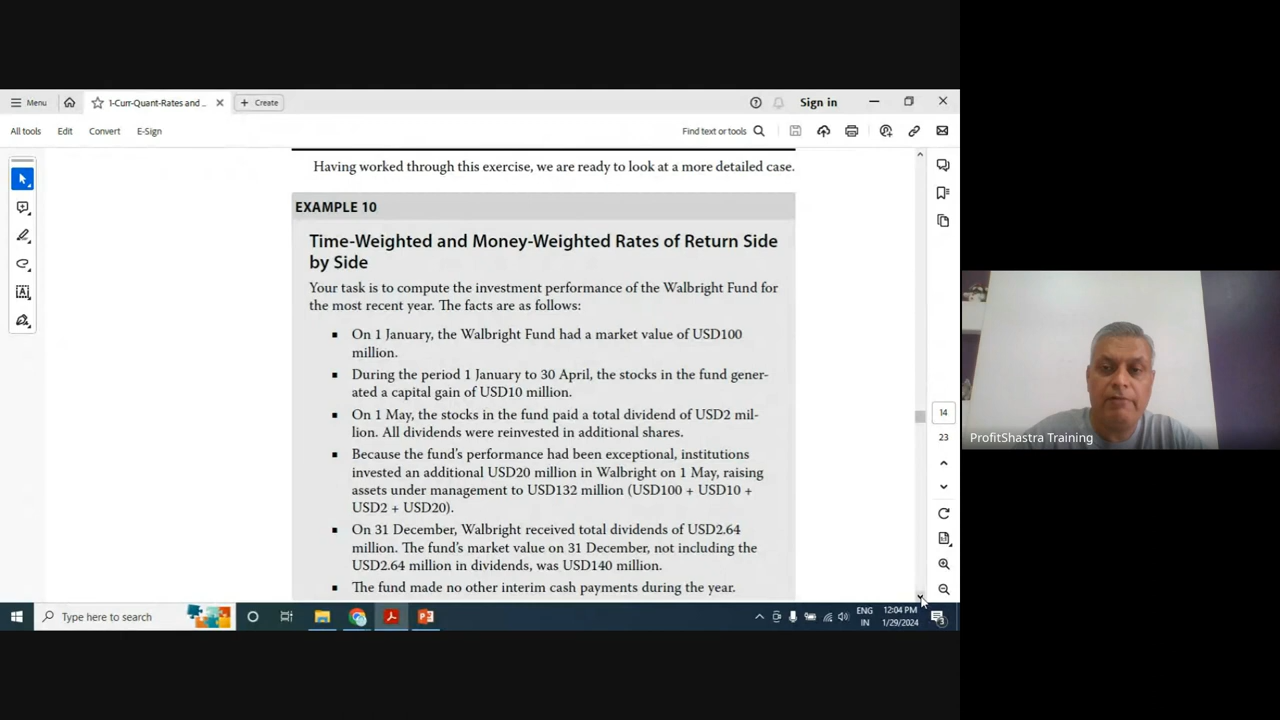 Menu
1-Curr-Quant-Rates and ...
Create
Sign in
All tools
Edit
Convert
E-Sign
Find text or tools
Having worked through this exercise, we are ready to look at a more detailed case.
EXAMPLE 10
Time-Weighted and Money-Weighted Rates of Return Side
by Side
Your task is to compute the investment performance of the Walbright Fund for
the most recent year. The facts are as follows:
On 1 January, the Walbright Fund had a market value of USD100
million.
During the period 1 January to 30 April, the stocks in the fund gener-
ated a capital gain of USD10 million.
On 1 May, the stocks in the fund paid a total dividend of USD2 mil-
lion. All dividends were reinvested in additional shares.
Because the fund's performance had been exceptional, institutions
invested an additional USD20 million in Walbright on 1 May, raising
assets under management to USD132 million (USD100 + USD10 +
USD2 + USD20).
On 31 December, Walbright received total dividends of USD2.64
million. The fund's market value on 31 December, not including the
USD2.64 million in dividends, was USD140 million.
The fund made no other interim cash payments during the year.
14
23
ProfitShastra Training
Type here to search
ENG
IN
12:04 PM
1/29/2024
3